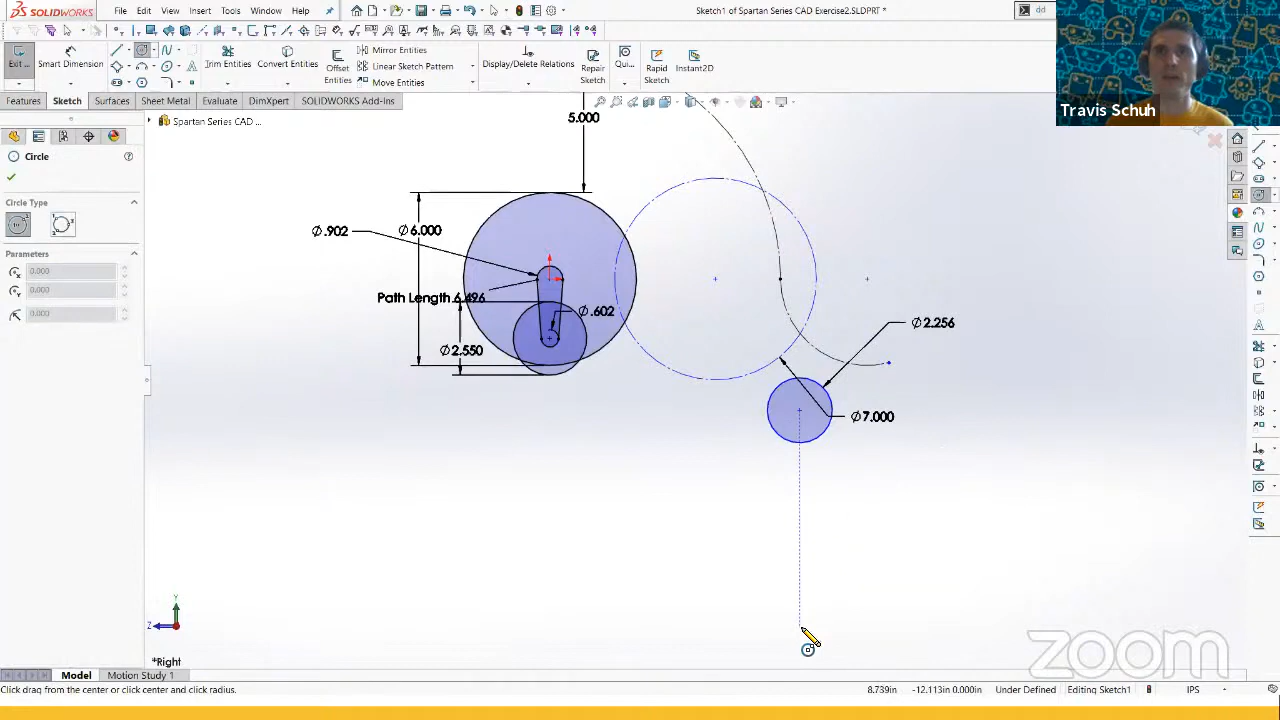 SOLIDWORKS File Edit View Insert Tools Window Help Sketch1 of Spartan Series CAD Exercise2.SLDPRT * dd
Exit ... Smart Dimension Trim Entities Convert Entities Offset Entities Mirror Entities Linear Sketch Pattern Move Entities Display/Delete Relations Repair Sketch Qui... Rapid Sketch Instant2D
Travis Schuh
Features Sketch Surfaces Sheet Metal Evaluate DimXpert SOLIDWORKS Add-Ins
Spartan Series CAD ...
Circle
Circle Type
Parameters
0.000
0.000
0.000
5.000
Ø.902
Ø6.000
Path Length 6.496
Ø.602
Ø2.550
Ø2.256
Ø7.000
Y
Z
*Right
zoom
Model Motion Study 1
Click drag from the center or click center and click radius. 8.739in -12.113in 0.000in Under Defined Editing Sketch1 IPS